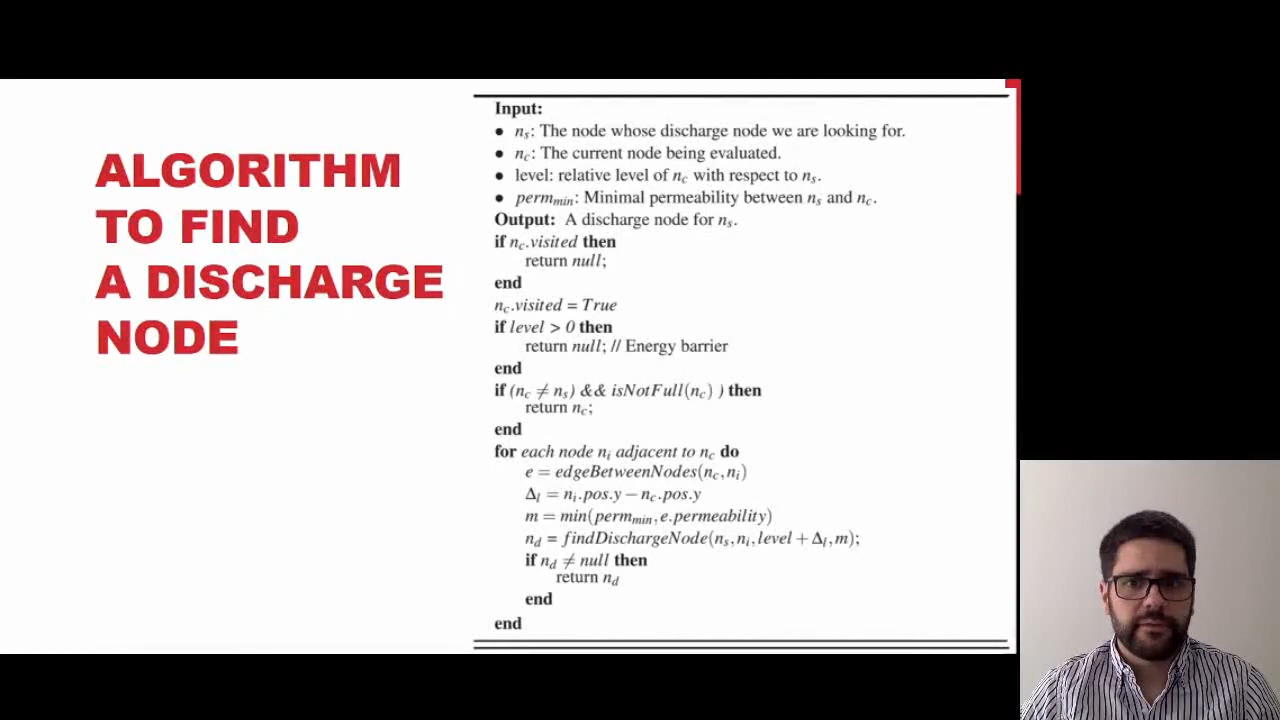 ALGORITHM
TO FIND
A DISCHARGE
NODE
Input:
• nₛ: The node whose discharge node we are looking for.
• n꜀: The current node being evaluated.
• level: relative level of n꜀ with respect to nₛ.
• permₘᵢₙ: Minimal permeability between nₛ and n꜀.
Output: A discharge node for nₛ.
if n꜀.visited then
return null;
end
n꜀.visited = True
if level > 0 then
return null; // Energy barrier
end
if (n꜀ ≠ nₛ) && isNotFull(n꜀) ) then
return n꜀;
end
for each node nᵢ adjacent to n꜀ do
e = edgeBetweenNodes(n꜀,nᵢ)
Δₗ = nᵢ.pos.y − n꜀.pos.y
m = min(permₘᵢₙ,e.permeability)
n_d = findDischargeNode(nₛ,nᵢ,level + Δₗ,m);
if n_d ≠ null then
return n_d
end
end